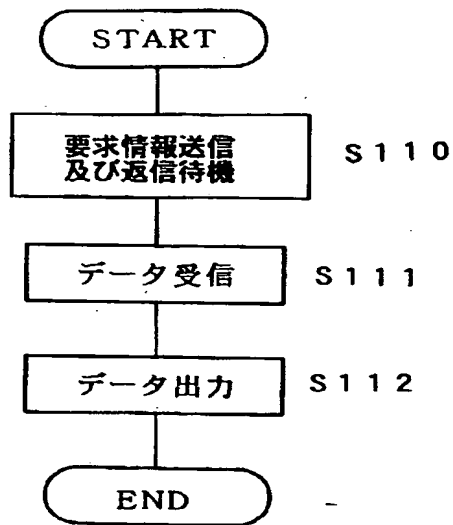 START
要求情報送信
及び返信待機
S110
データ受信
S111
データ出力
S112
END